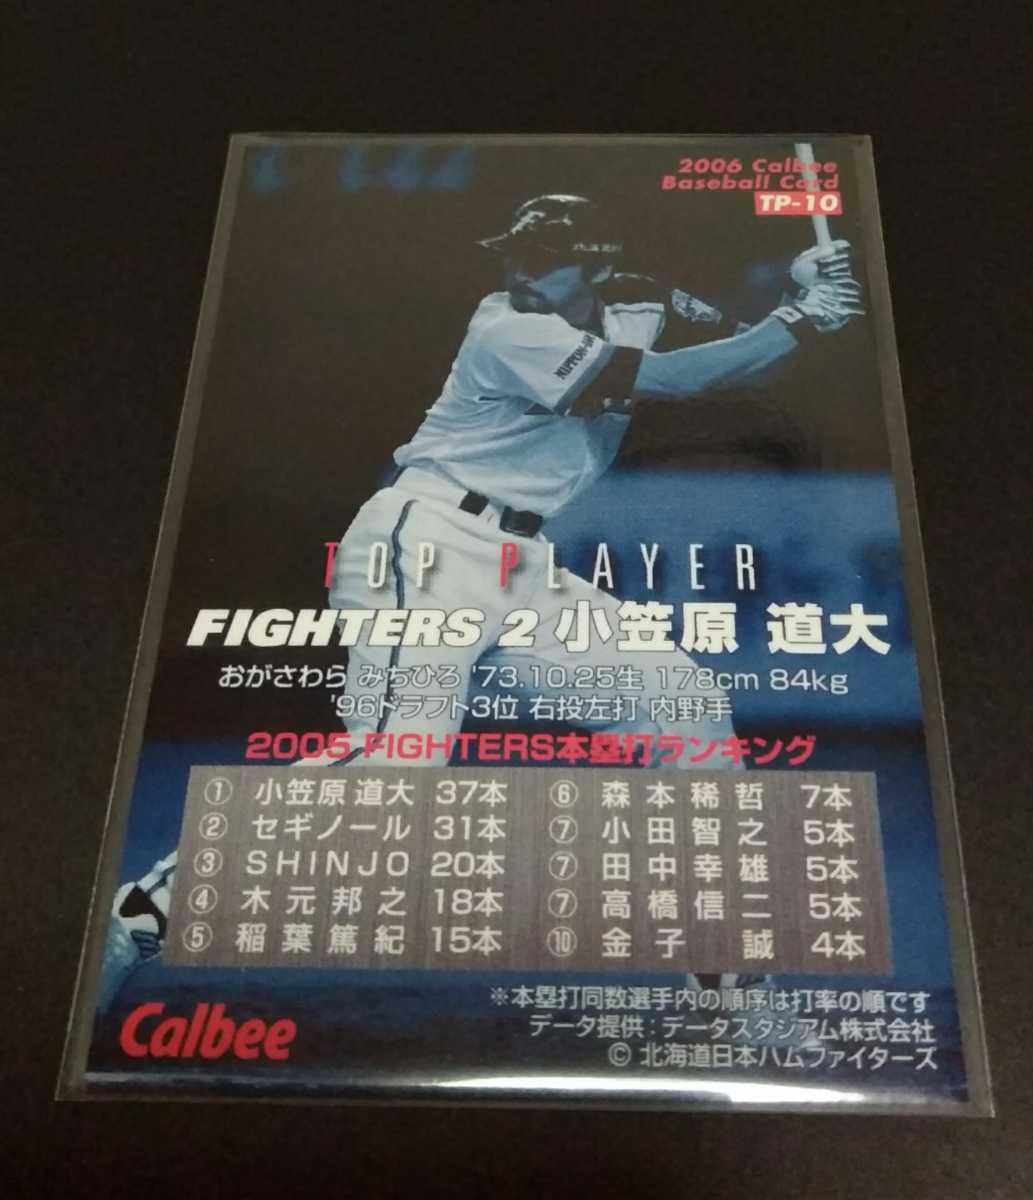 2006 Calbee
Baseball Card
TP-10
TOP PLAYER
FIGHTERS 2 小笠原 道大
おがさわら みちひろ '73.10.25生 178cm 84kg
'96ドラフト3位 右投左打 内野手
2005 FIGHTERS本塁打ランキング
① 小笠原 道大 37本
② セギノール 31本
③ SHINJO 20本
④ 木元邦之 18本
⑤ 稲葉篤紀 15本
⑥ 森本稀哲 7本
⑦ 小田智之 5本
⑦ 田中幸雄 5本
⑦ 高橋信二 5本
⑩ 金子 誠 4本
※本塁打同数選手内の順序は打率の順です
データ提供:データスタジアム株式会社
© 北海道日本ハムファイターズ
Calbee